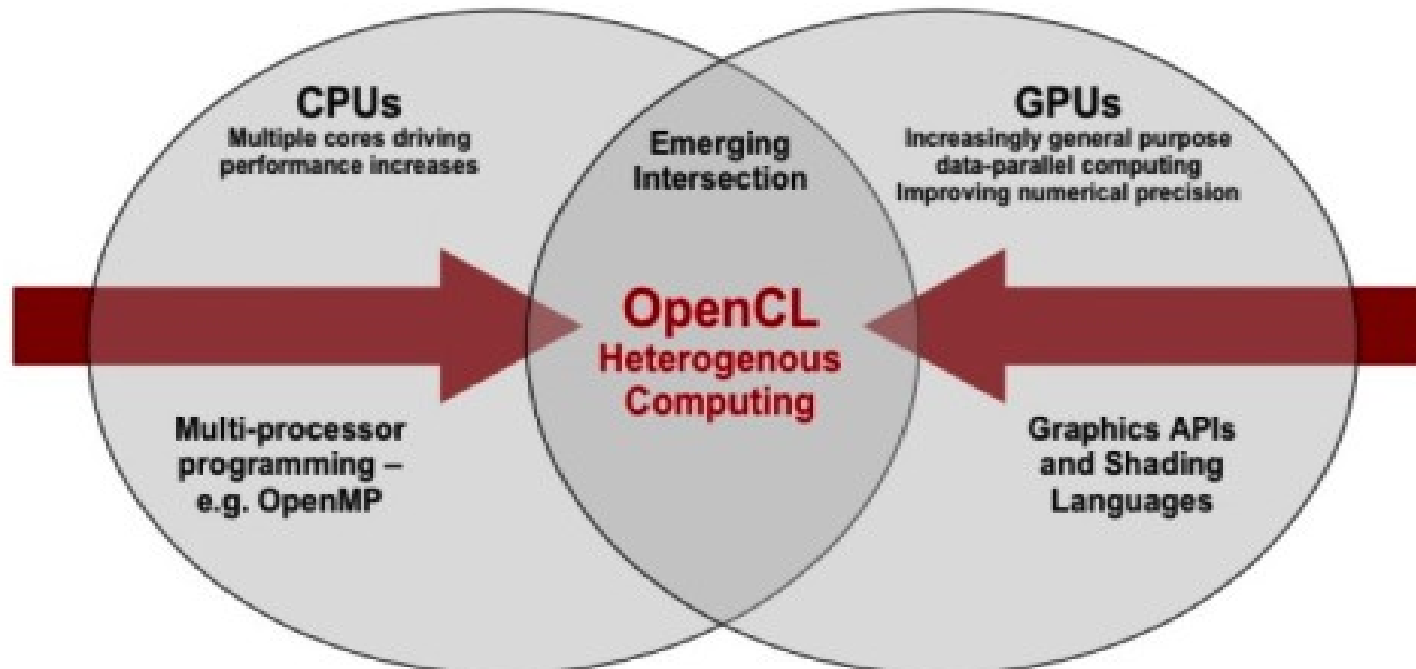 CPUs
Multiple cores driving
performance increases
Emerging
Intersection
GPUs
Increasingly general purpose
data-parallel computing
Improving numerical precision
OpenCL
Heterogenous
Computing
Multi-processor
programming –
e.g. OpenMP
Graphics APIs
and Shading
Languages